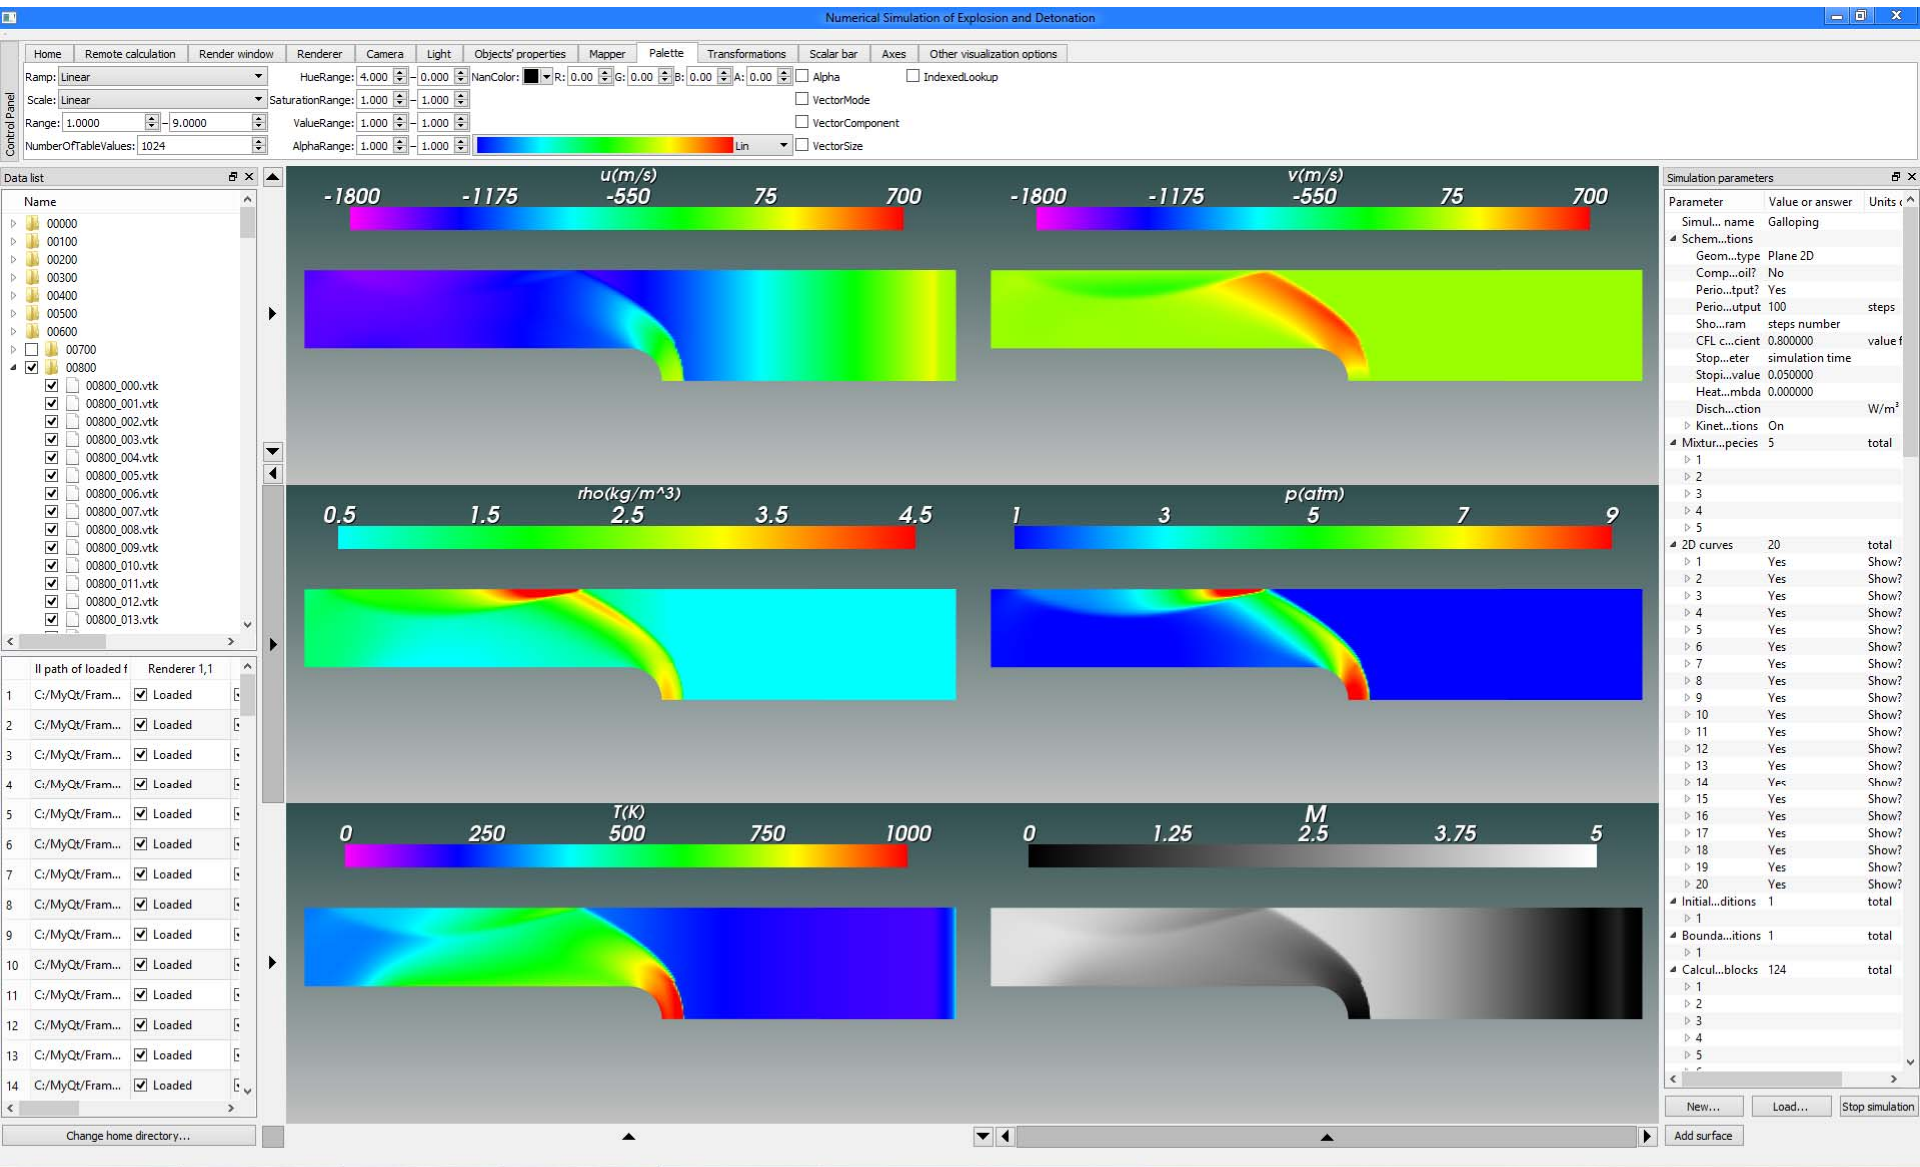 Numerical Simulation of Explosion and Detonation
Control Panel
Home Remote calculation Render window Renderer Camera Light Objects' properties Mapper Palette Transformations Scalar bar Axes Other visualization options
Ramp: Linear HueRange: 4.000 - 0.000 NanColor: R: 0.00 G: 0.00 B: 0.00 A: 0.00 Alpha IndexedLookup
Scale: Linear SaturationRange: 1.000 - 1.000 VectorMode
Range: 1.0000 - 9.0000 ValueRange: 1.000 - 1.000 VectorComponent
NumberOfTableValues: 1024 AlphaRange: 1.000 - 1.000 Lin VectorSize
Data list
Name
00000
00100
00200
00300
00400
00500
00600
00700
00800
00800_000.vtk
00800_001.vtk
00800_002.vtk
00800_003.vtk
00800_004.vtk
00800_005.vtk
00800_006.vtk
00800_007.vtk
00800_008.vtk
00800_009.vtk
00800_010.vtk
00800_011.vtk
00800_012.vtk
00800_013.vtk
ll path of loaded f Renderer 1,1
1 C:/MyQt/Fram... Loaded
2 C:/MyQt/Fram... Loaded
3 C:/MyQt/Fram... Loaded
4 C:/MyQt/Fram... Loaded
5 C:/MyQt/Fram... Loaded
6 C:/MyQt/Fram... Loaded
7 C:/MyQt/Fram... Loaded
8 C:/MyQt/Fram... Loaded
9 C:/MyQt/Fram... Loaded
10 C:/MyQt/Fram... Loaded
11 C:/MyQt/Fram... Loaded
12 C:/MyQt/Fram... Loaded
13 C:/MyQt/Fram... Loaded
14 C:/MyQt/Fram... Loaded
Change home directory...
u(m/s)
-1800 -1175 -550 75 700
v(m/s)
-1800 -1175 -550 75 700
rho(kg/m^3)
0.5 1.5 2.5 3.5 4.5
p(atm)
1 3 5 7 9
T(K)
0 250 500 750 1000
M
0 1.25 2.5 3.75 5
Simulation parameters
Parameter Value or answer Units
Simul... name Galloping
Schem...tions
Geom...type Plane 2D
Comp...oil? No
Perio...tput? Yes
Perio...utput 100 steps
Sho...ram steps number
CFL c...cient 0.800000 value f
Stop...eter simulation time
Stopi...value 0.050000
Heat...mbda 0.000000
Disch...ction W/m³
Kinet...tions On
Mixtur...pecies 5 total
1
2
3
4
5
2D curves 20 total
1 Yes Show?
2 Yes Show?
3 Yes Show?
4 Yes Show?
5 Yes Show?
6 Yes Show?
7 Yes Show?
8 Yes Show?
9 Yes Show?
10 Yes Show?
11 Yes Show?
12 Yes Show?
13 Yes Show?
14 Yes Show?
15 Yes Show?
16 Yes Show?
17 Yes Show?
18 Yes Show?
19 Yes Show?
20 Yes Show?
Initial...ditions 1 total
1
Bounda...itions 1 total
1
Calcul...blocks 124 total
1
2
3
4
5
New... Load... Stop simulation
Add surface